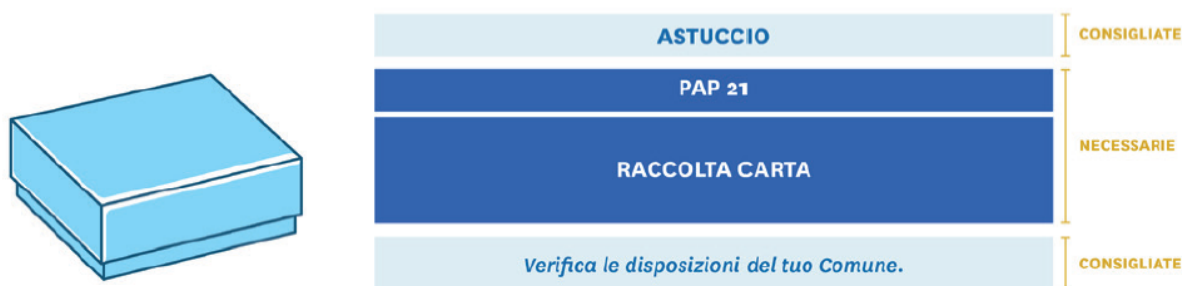 ASTUCCIO
CONSIGLIATE
PAP 21
RACCOLTA CARTA
NECESSARIE
Verifica le disposizioni del tuo Comune.
CONSIGLIATE